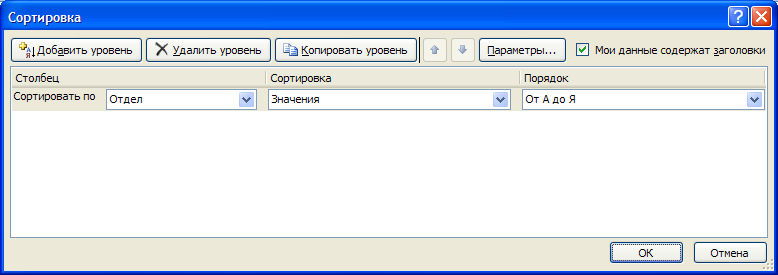 Сортировка
Добавить уровень Удалить уровень Копировать уровень Параметры... Мои данные содержат заголовки
Столбец Сортировка Порядок
Сортировать по Отдел Значения От А до Я
ОК Отмена